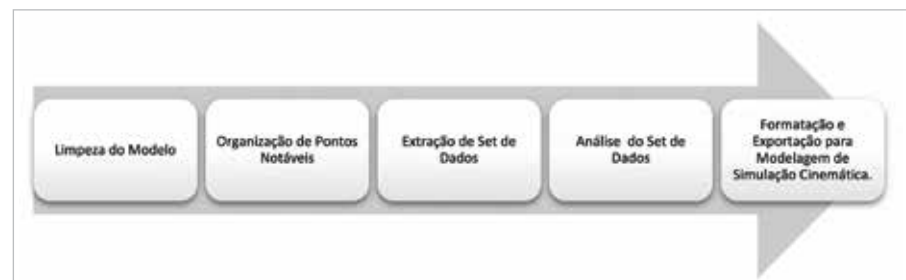 Limpeza do Modelo
Organização de Pontos
Notáveis
Extração de Set de
Dados
Análise do Set de
Dados
Formatação e
Exportação para
Modelagem de
Simulação Cinemática.